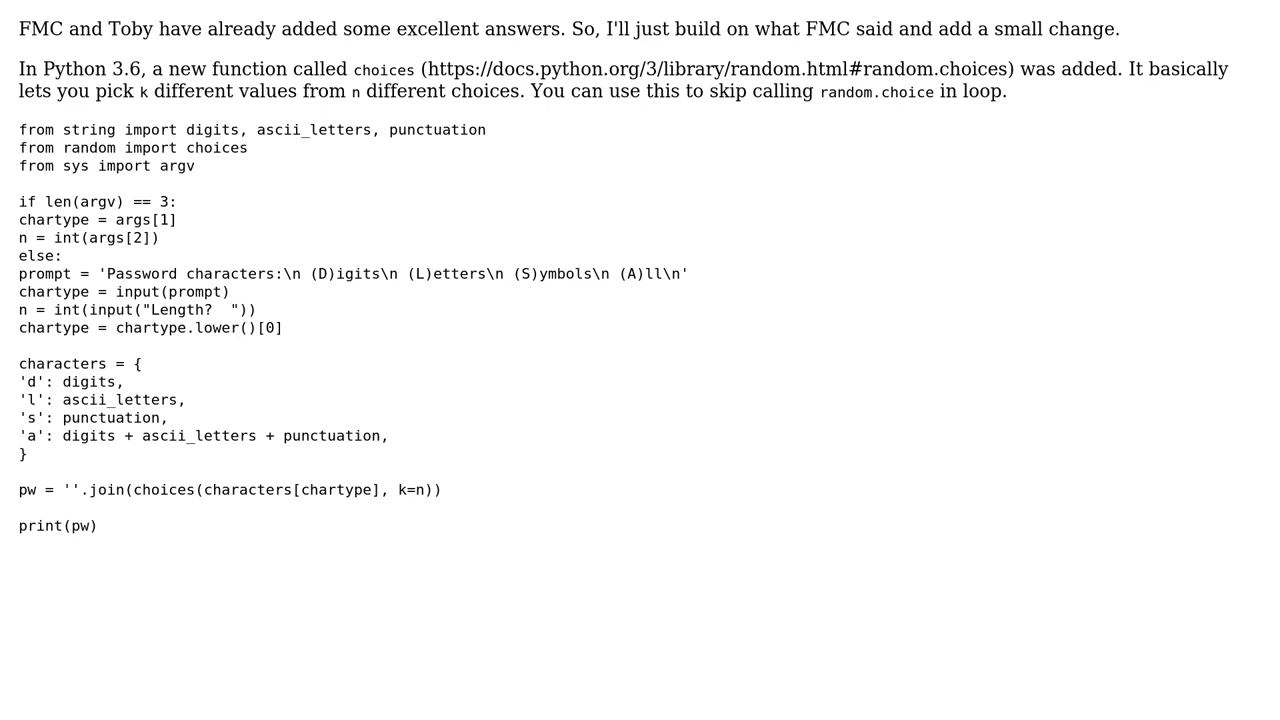 FMC and Toby have already added some excellent answers. So, I'll just build on what FMC said and add a small change.
In Python 3.6, a new function called choices (https://docs.python.org/3/library/random.html#random.choices) was added. It basically
lets you pick k different values from n different choices. You can use this to skip calling random.choice in loop.
from string import digits, ascii_letters, punctuation
from random import choices
from sys import argv
if len(argv) == 3:
chartype = args[1]
n = int(args[2])
else:
prompt = 'Password characters:\n (D)igits\n (L)etters\n (S)ymbols\n (A)ll\n'
chartype = input(prompt)
n = int(input("Length?  "))
chartype = chartype.lower()[0]
characters = {
'd': digits,
'l': ascii_letters,
's': punctuation,
'a': digits + ascii_letters + punctuation,
}
pw = ''.join(choices(characters[chartype], k=n))
print(pw)